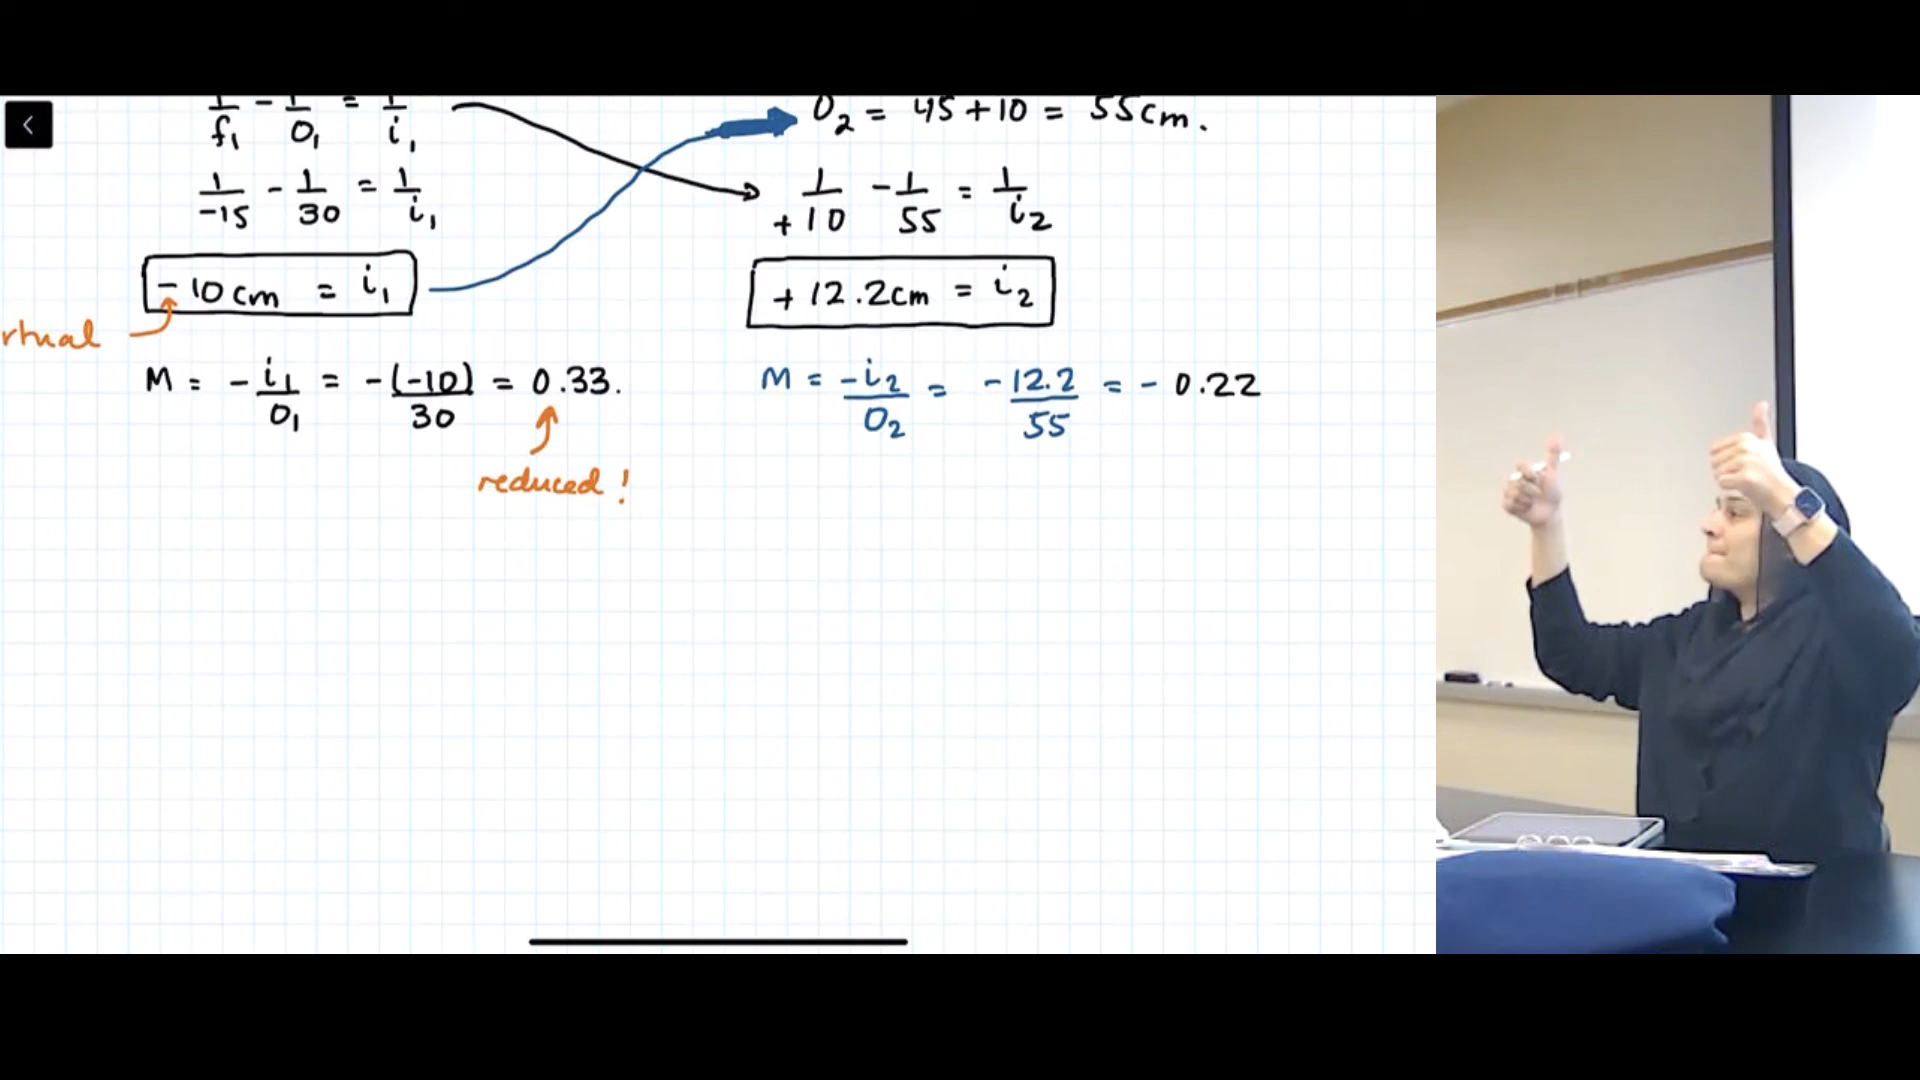 1/f₁ - 1/O₁ = 1/i₁
1/-15 - 1/30 = 1/i₁
-10cm = i₁
rtual
M = -i₁/O₁ = -(-10)/30 = 0.33.
reduced!
O₂ = 45 + 10 = 55cm.
1/+10 - 1/55 = 1/i₂
+12.2cm = i₂
M = -i₂/O₂ = -12.2/55 = -0.22